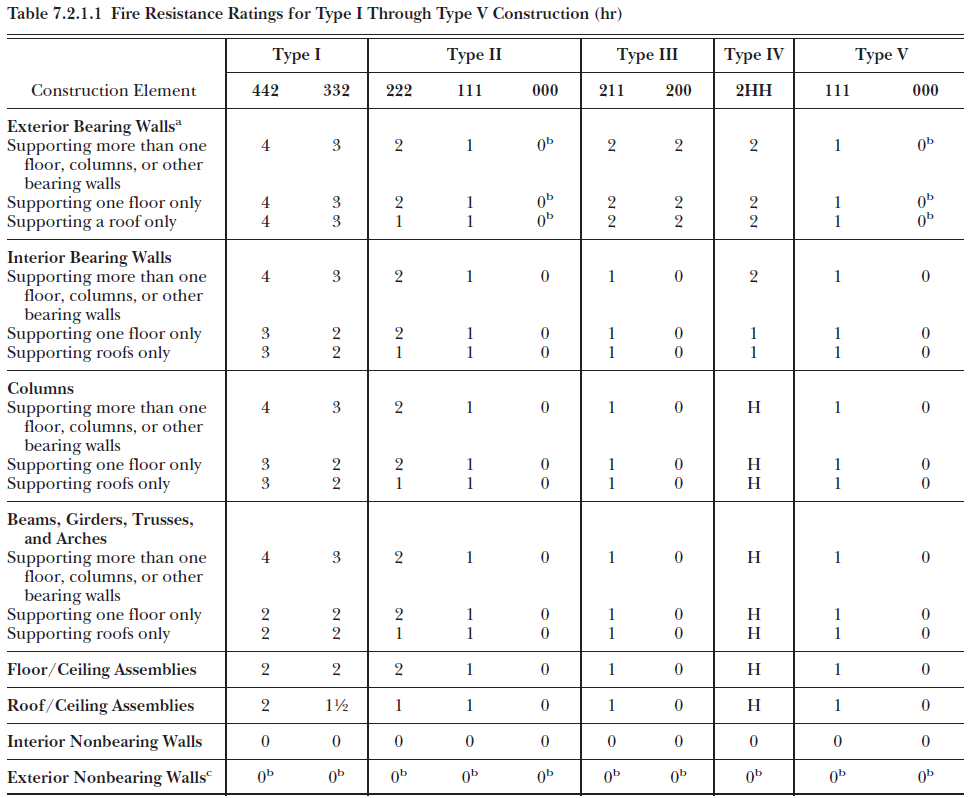 Table 7.2.1.1 Fire Resistance Ratings for Type I Through Type V Construction (hr)
Type I Type II Type III Type IV Type V
Construction Element 442 332 222 111 000 211 200 2HH 111 000
Exterior Bearing Wallsᵃ
Supporting more than one 4 3 2 1 0ᵇ 2 2 2 1 0ᵇ
floor, columns, or other
bearing walls
Supporting one floor only 4 3 2 1 0ᵇ 2 2 2 1 0ᵇ
Supporting a roof only 4 3 1 1 0ᵇ 2 2 2 1 0ᵇ
Interior Bearing Walls
Supporting more than one 4 3 2 1 0 1 0 2 1 0
floor, columns, or other
bearing walls
Supporting one floor only 3 2 2 1 0 1 0 1 1 0
Supporting roofs only 3 2 1 1 0 1 0 1 1 0
Columns
Supporting more than one 4 3 2 1 0 1 0 H 1 0
floor, columns, or other
bearing walls
Supporting one floor only 3 2 2 1 0 1 0 H 1 0
Supporting roofs only 3 2 1 1 0 1 0 H 1 0
Beams, Girders, Trusses,
and Arches
Supporting more than one 4 3 2 1 0 1 0 H 1 0
floor, columns, or other
bearing walls
Supporting one floor only 2 2 2 1 0 1 0 H 1 0
Supporting roofs only 2 2 1 1 0 1 0 H 1 0
Floor/Ceiling Assemblies 2 2 2 1 0 1 0 H 1 0
Roof/Ceiling Assemblies 2 1½ 1 1 0 1 0 H 1 0
Interior Nonbearing Walls 0 0 0 0 0 0 0 0 0 0
Exterior Nonbearing Wallsᶜ 0ᵇ 0ᵇ 0ᵇ 0ᵇ 0ᵇ 0ᵇ 0ᵇ 0ᵇ 0ᵇ 0ᵇ